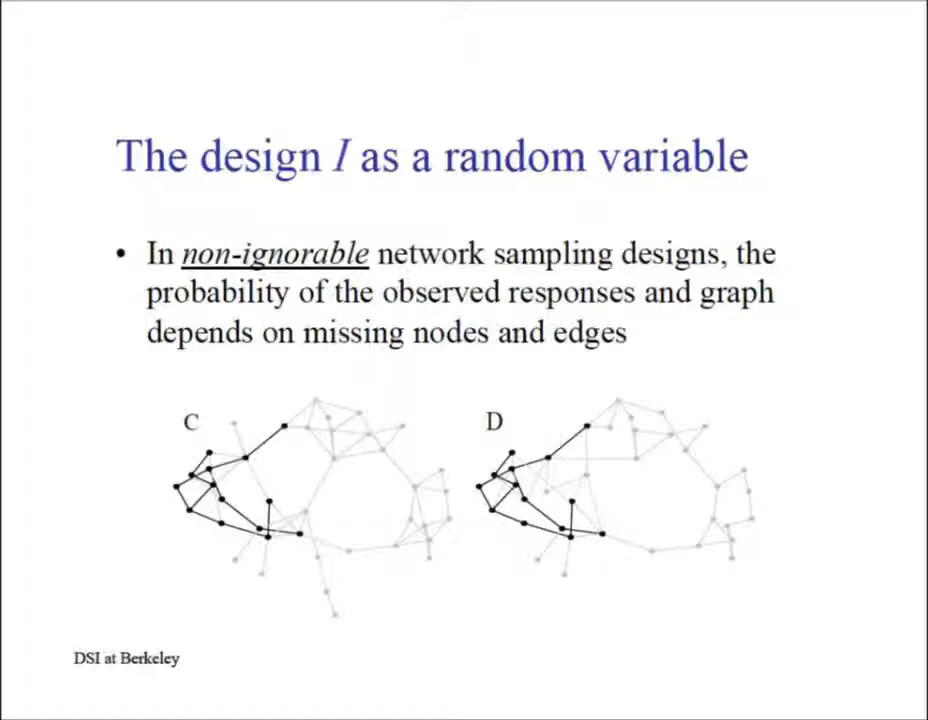 The design I as a random variable
• In non-ignorable network sampling designs, the
probability of the observed responses and graph
depends on missing nodes and edges
C
D
DSI at Berkeley